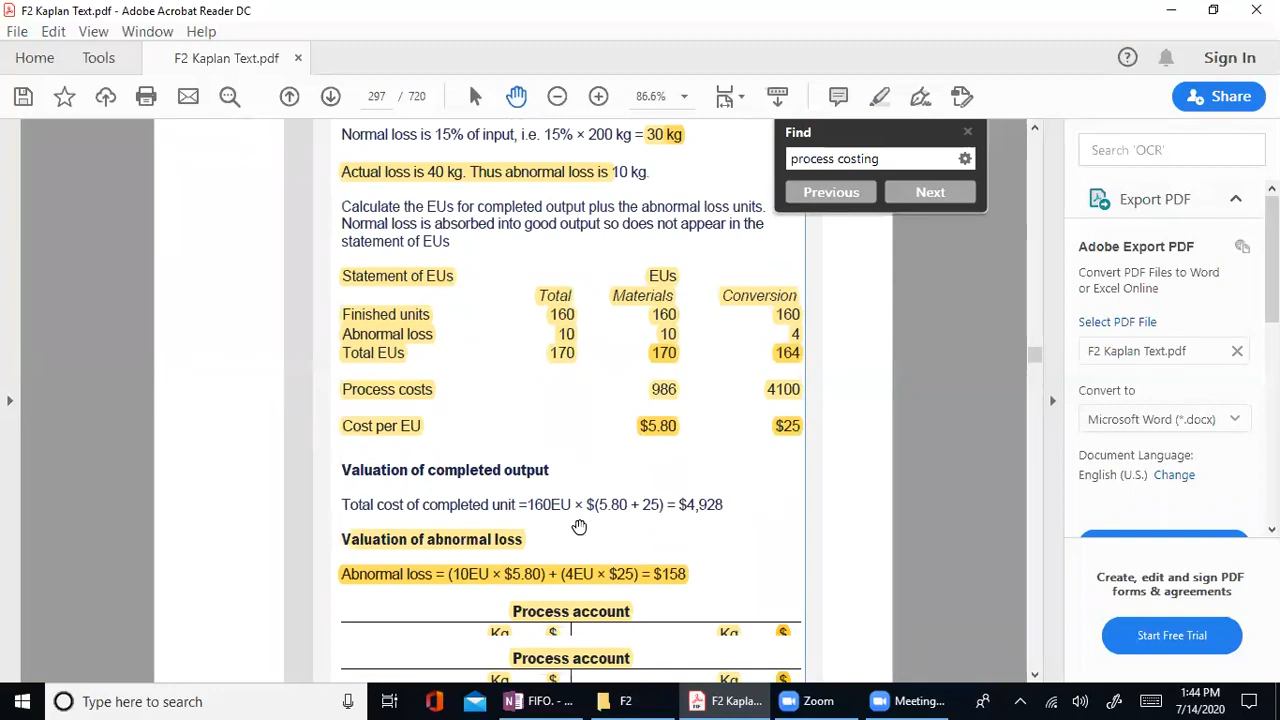 F2 Kaplan Text.pdf - Adobe Acrobat Reader DC
File Edit View Window Help
Home Tools F2 Kaplan Text.pdf × Sign In
297 / 720 86.6% Share
Normal loss is 15% of input, i.e. 15% × 200 kg = 30 kg
Actual loss is 40 kg. Thus abnormal loss is 10 kg.
Calculate the EUs for completed output plus the abnormal loss units.
Normal loss is absorbed into good output so does not appear in the
statement of EUs
Statement of EUs EUs
Total Materials Conversion
Finished units 160 160 160
Abnormal loss 10 10 4
Total EUs 170 170 164
Process costs 986 4100
Cost per EU $5.80 $25
Valuation of completed output
Total cost of completed unit =160EU × $(5.80 + 25) = $4,928
Valuation of abnormal loss
Abnormal loss = (10EU × $5.80) + (4EU × $25) = $158
Process account
Kg $ Kg $
Process account
Kg $ Kg $
Find
process costing
Previous Next
Search 'OCR'
Export PDF
Adobe Export PDF
Convert PDF Files to Word
or Excel Online
Select PDF File
F2 Kaplan Text.pdf
Convert to
Microsoft Word (*.docx)
Document Language:
English (U.S.) Change
Create, edit and sign PDF
forms & agreements
Start Free Trial
Type here to search
FIFO. - ... F2 F2 Kapla... Zoom Meeting...
1:44 PM
7/14/2020